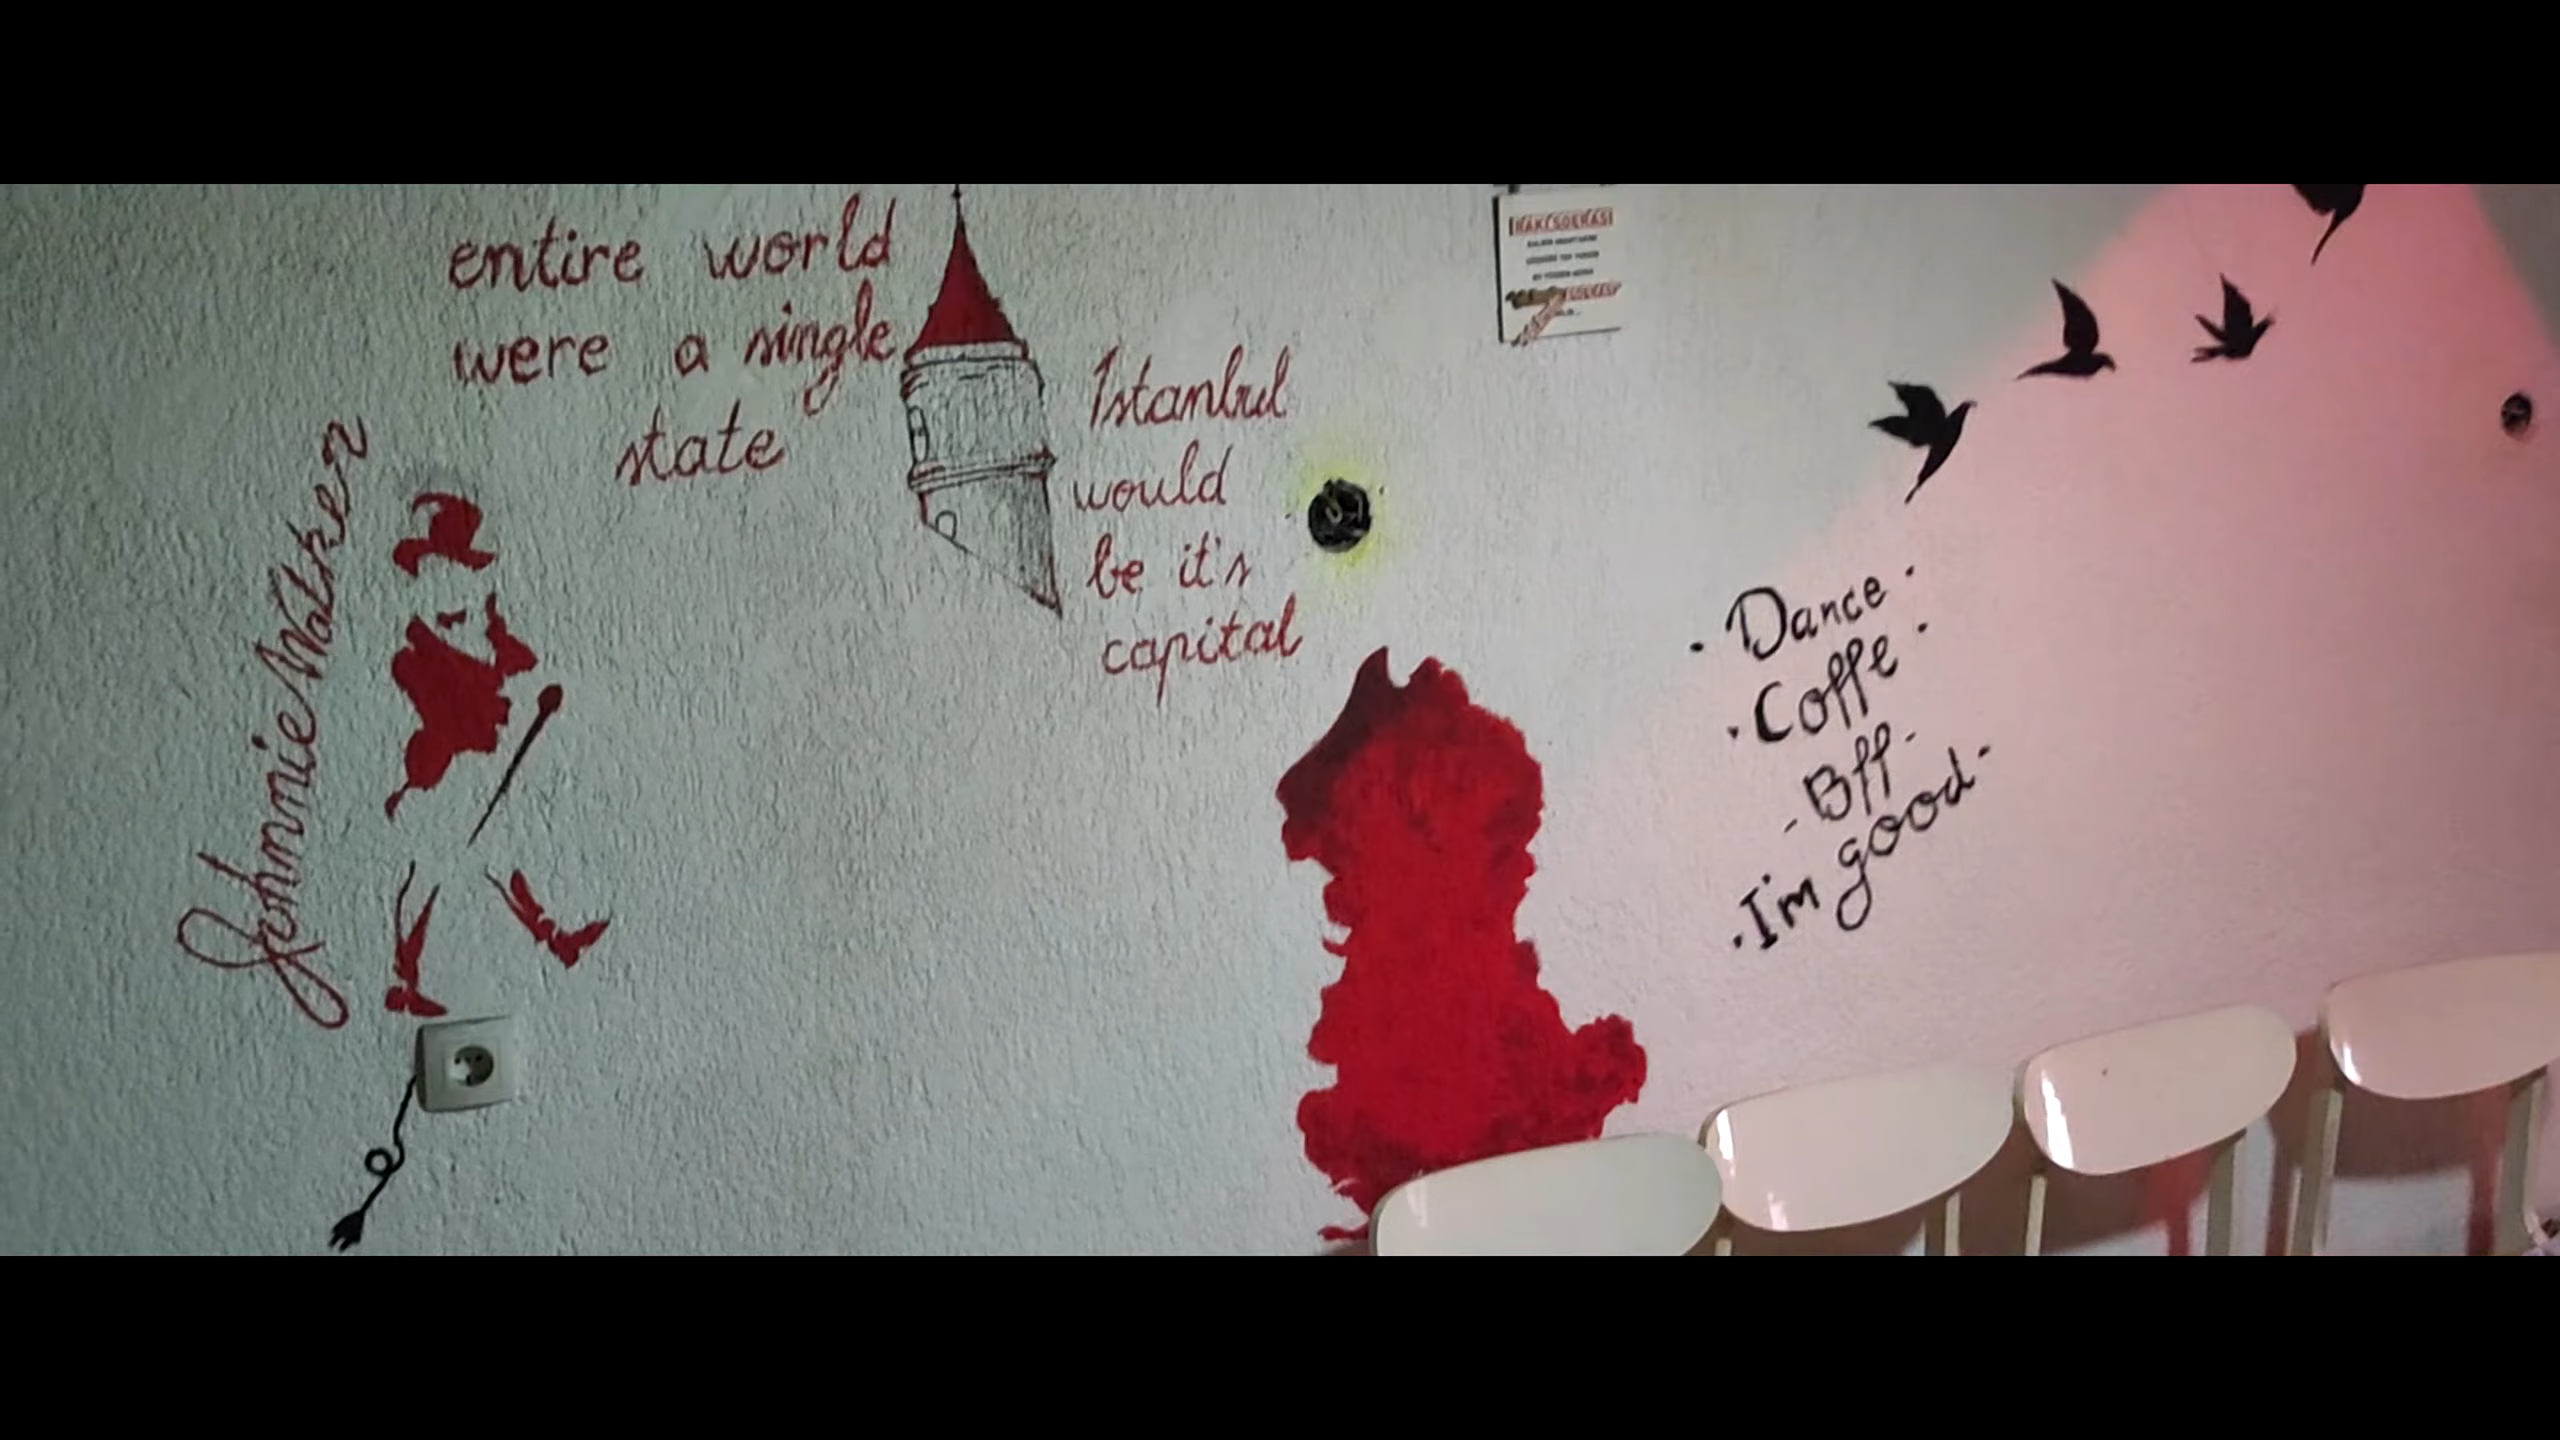 entire world
were a single
state
Istanbul
would
be it's
capital
Johnnie Walker
. Dance .
. Coffe .
- Bff -
. I'm good -